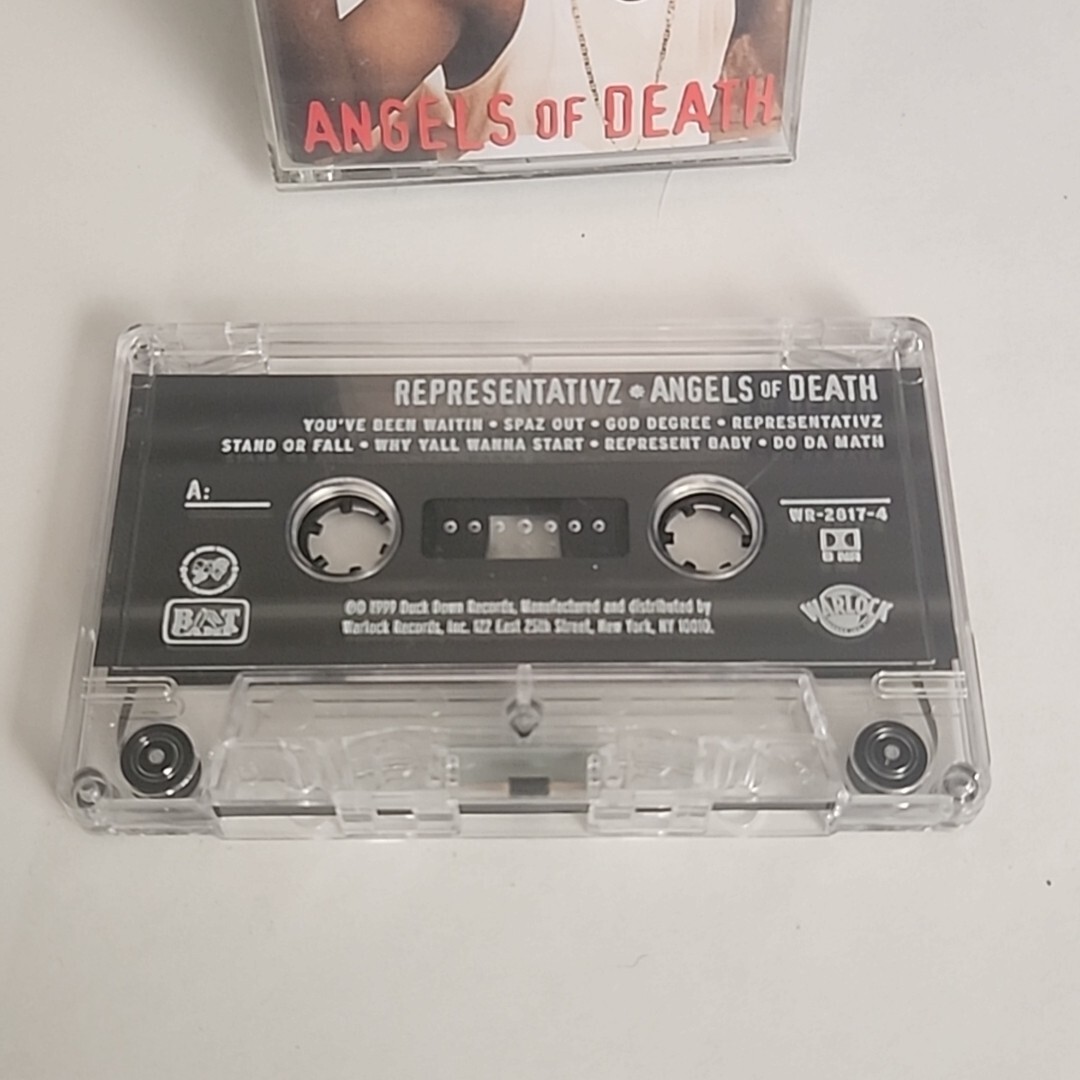 ANGELS OF DEATH
REPRESENTATIVZ • ANGELS OF DEATH
YOU'VE BEEN WAITIN • SPAZ OUT • GOD DEGREE • REPRESENTATIVZ
STAND OR FALL • WHY YALL WANNA START • REPRESENT BABY • DO DA MATH
A:
WR-2817-4
℗© 1999 Duck Down Records, Manufactured and distributed by
Warlock Records, Inc. 122 East 25th Street, New York, NY 10010.
WARLOCK